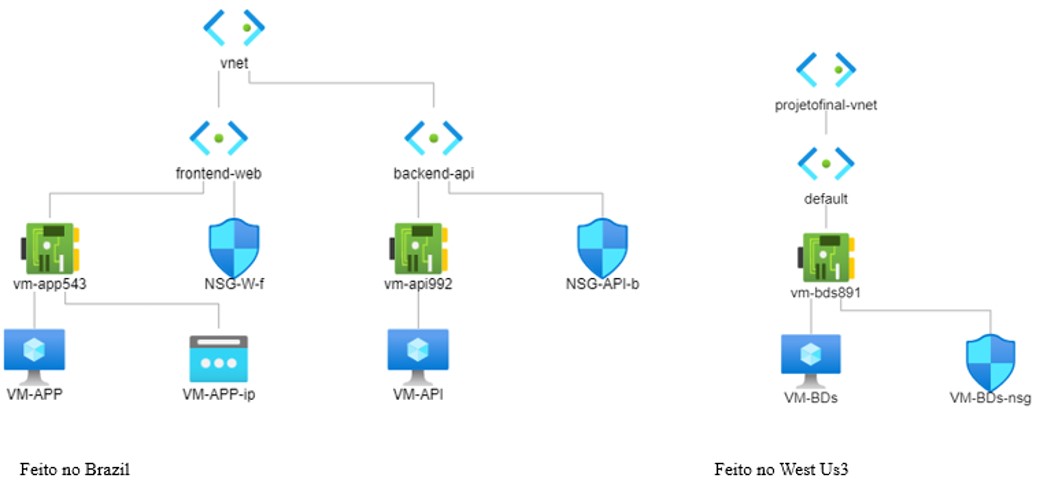 vnet
projetofinal-vnet
frontend-web
backend-api
default
vm-app543
NSG-W-f
vm-api992
NSG-API-b
vm-bds891
VM-APP
VM-APP-ip
VM-API
VM-BDs
VM-BDs-nsg
Feito no Brazil
Feito no West Us3